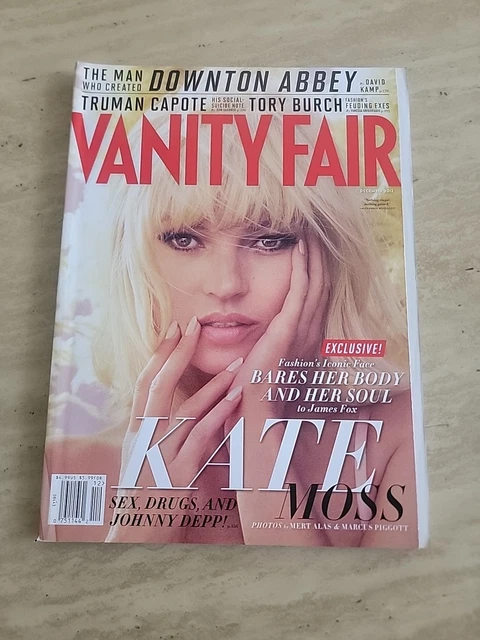 THE MAN
WHO CREATED
DOWNTON ABBEY
by DAVID
KAMP
TRUMAN CAPOTE
HIS SOCIAL-
SUICIDE NOTE
TORY BURCH
FASHION'S
FEUDING EXES
VANITY FAIR
EXCLUSIVE!
Fashion's Iconic Face
BARES HER BODY
AND HER SOUL
to James Fox
KATE
MOSS
SEX, DRUGS, AND
JOHNNY DEPP!
PHOTOS by MERT ALAS & MARCUS PIGGOTT
12